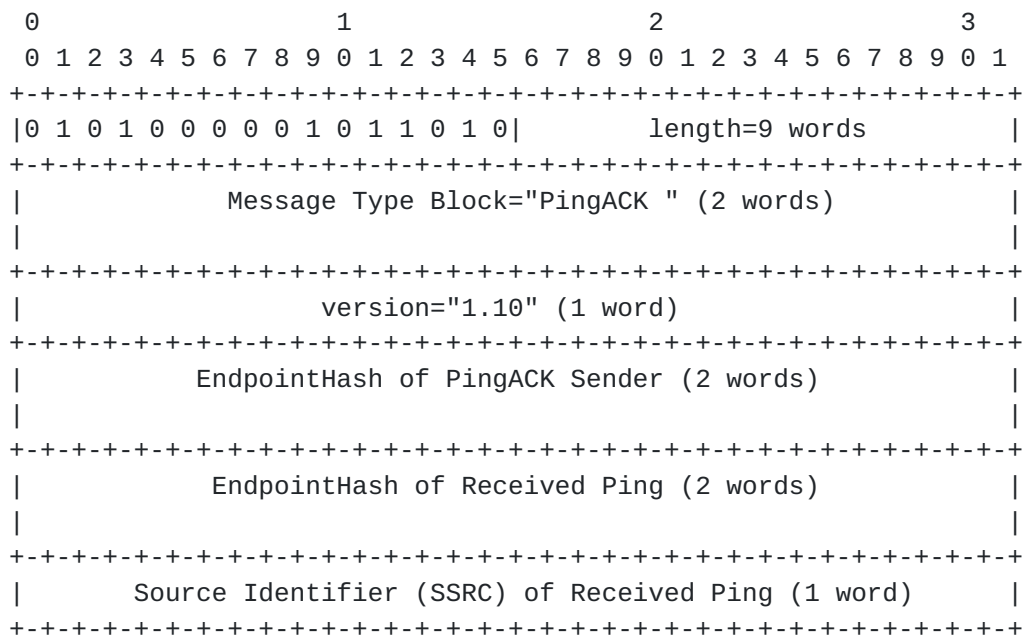 0                   1                   2                   3
 0 1 2 3 4 5 6 7 8 9 0 1 2 3 4 5 6 7 8 9 0 1 2 3 4 5 6 7 8 9 0 1
+-+-+-+-+-+-+-+-+-+-+-+-+-+-+-+-+-+-+-+-+-+-+-+-+-+-+-+-+-+-+-+-+
|0 1 0 1 0 0 0 0 0 1 0 1 1 0 1 0|        length=9 words         |
+-+-+-+-+-+-+-+-+-+-+-+-+-+-+-+-+-+-+-+-+-+-+-+-+-+-+-+-+-+-+-+-+
|             Message Type Block="PingACK " (2 words)            |
|                                                               |
+-+-+-+-+-+-+-+-+-+-+-+-+-+-+-+-+-+-+-+-+-+-+-+-+-+-+-+-+-+-+-+-+
|                   version="1.10" (1 word)                     |
+-+-+-+-+-+-+-+-+-+-+-+-+-+-+-+-+-+-+-+-+-+-+-+-+-+-+-+-+-+-+-+-+
|           EndpointHash of PingACK Sender (2 words)            |
|                                                               |
+-+-+-+-+-+-+-+-+-+-+-+-+-+-+-+-+-+-+-+-+-+-+-+-+-+-+-+-+-+-+-+-+
|            EndpointHash of Received Ping (2 words)            |
|                                                               |
+-+-+-+-+-+-+-+-+-+-+-+-+-+-+-+-+-+-+-+-+-+-+-+-+-+-+-+-+-+-+-+-+
|       Source Identifier (SSRC) of Received Ping (1 word)      |
+-+-+-+-+-+-+-+-+-+-+-+-+-+-+-+-+-+-+-+-+-+-+-+-+-+-+-+-+-+-+-+-+